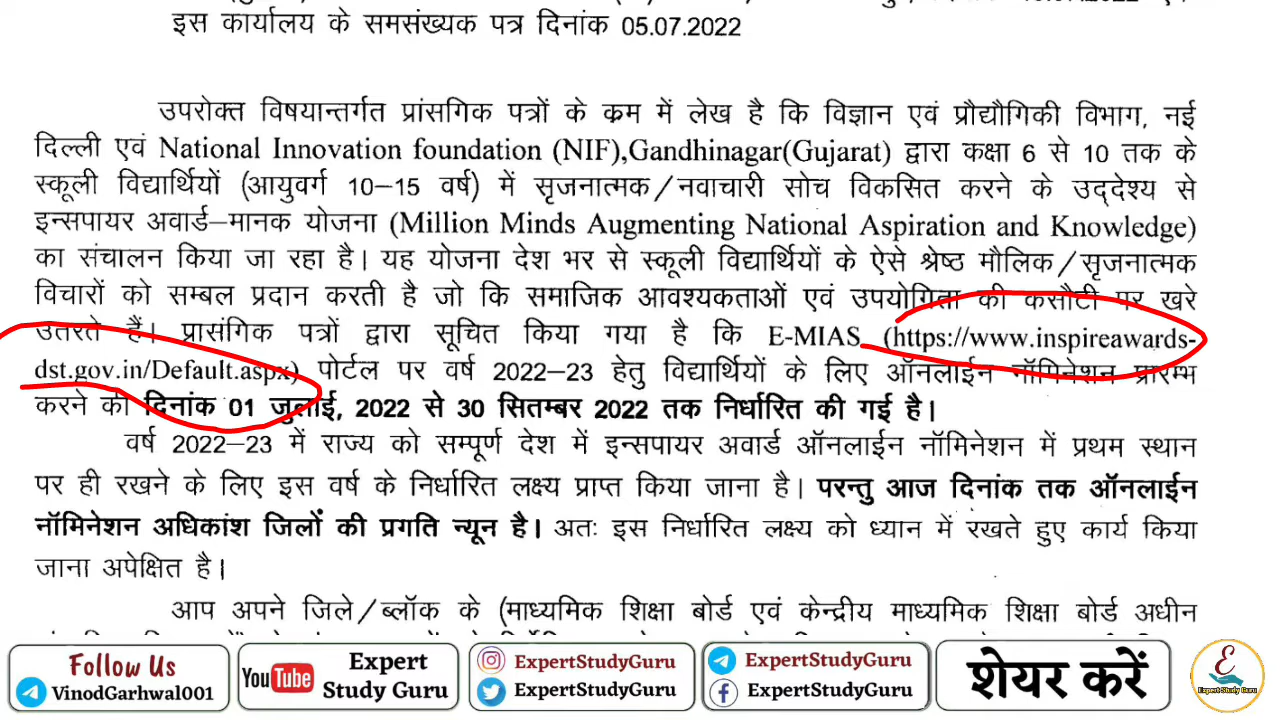 इस कार्यालय के समसंख्यक पत्र दिनांक 05.07.2022
उपरोक्त विषयान्तर्गत प्रांसगिक पत्रों के क्रम में लेख है कि विज्ञान एवं प्रौद्यौगिकी विभाग, नई
दिल्ली एवं National Innovation foundation (NIF),Gandhinagar(Gujarat) द्वारा कक्षा 6 से 10 तक के
स्कूली विद्यार्थियों (आयुवर्ग 10–15 वर्ष) में सृजनात्मक/नवाचारी सोच विकसित करने के उद्देश्य से
इन्सपायर अवार्ड–मानक योजना (Million Minds Augmenting National Aspiration and Knowledge)
का संचालन किया जा रहा है। यह योजना देश भर से स्कूली विद्यार्थियों के ऐसे श्रेष्ठ मौलिक/सृजनात्मक
विचारों को सम्बल प्रदान करती है जो कि समाजिक आवश्यकताओं एवं उपयोगिता की कसौटी पर खरे
उतरते हैं। प्रासंगिक पत्रों द्वारा सूचित किया गया है कि E-MIAS (https://www.inspireawards-
dst.gov.in/Default.aspx) पोर्टल पर वर्ष 2022–23 हेतु विद्यार्थियों के लिए ऑनलाईन नॉमिनेशन प्रारम्भ
करने की दिनांक 01 जुलाई, 2022 से 30 सितम्बर 2022 तक निर्धारित की गई है।
वर्ष 2022–23 में राज्य को सम्पूर्ण देश में इन्सपायर अवार्ड ऑनलाईन नॉमिनेशन में प्रथम स्थान
पर ही रखने के लिए इस वर्ष के निर्धारित लक्ष्य प्राप्त किया जाना है। परन्तु आज दिनांक तक ऑनलाईन
नॉमिनेशन अधिकांश जिलों की प्रगति न्यून है। अतः इस निर्धारित लक्ष्य को ध्यान में रखते हुए कार्य किया
जाना अपेक्षित है।
आप अपने जिले/ब्लॉक के (माध्यमिक शिक्षा बोर्ड एवं केन्द्रीय माध्यमिक शिक्षा बोर्ड अधीन
Follow Us
VinodGarhwal001
YouTube Expert
Study Guru
ExpertStudyGuru
ExpertStudyGuru
ExpertStudyGuru
ExpertStudyGuru
शेयर करें
Expert Study Guru